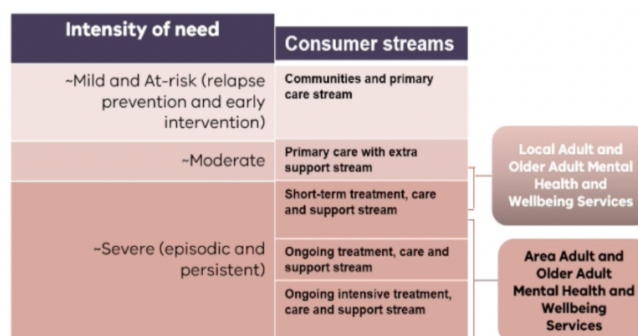 Intensity of need
Consumer streams
~Mild and At-risk (relapse
prevention and early
intervention)
Communities and primary
care stream
~Moderate
Primary care with extra
support stream
Local Adult and
Older Adult Mental
Health and
Wellbeing Services
~Severe (episodic and
persistent)
Short-term treatment, care
and support stream
Ongoing treatment, care and
support stream
Ongoing intensive treatment,
care and support stream
Area Adult and
Older Adult
Mental Health and
Wellbeing
Services